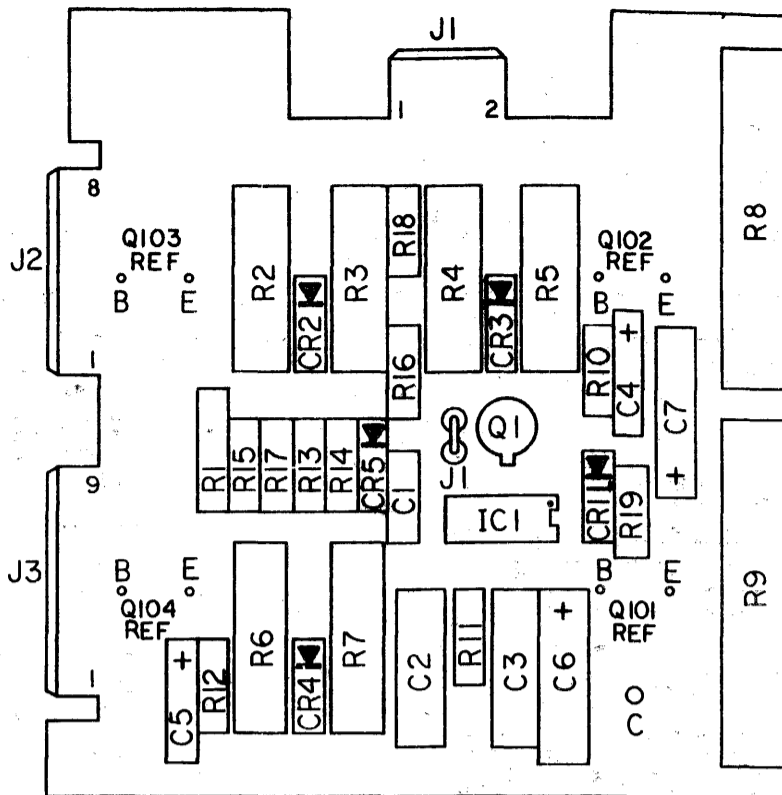 J1
1 2
8
J2
Q103
REF
B E
1
R2
CR2
R3
R18
R4
CR3
R5
Q102
REF
B E
R8
R16
R10
+
C4
C7
+
R1
R15
R17
R13
R14
CR5
C1
J1
Q1
IC1
CR11
R19
9
J3
B E
Q104
REF
1
+
C5
R12
R6
CR4
R7
C2
R11
C3
+
C6
B E
Q101
REF
C
R9